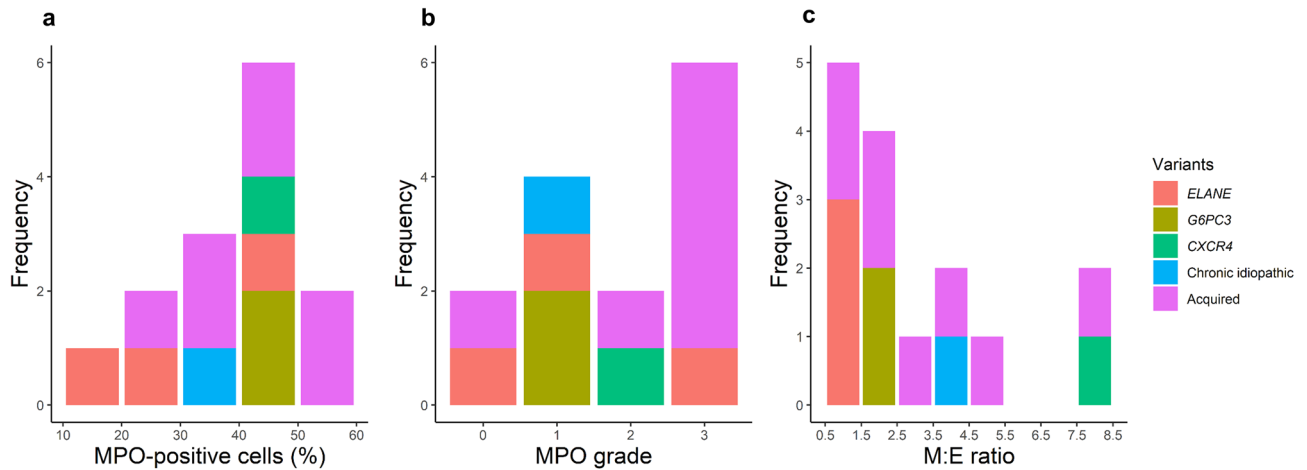 a
Frequency
6
4
2
0
10 20 30 40 50 60
MPO-positive cells (%)
b
Frequency
6
4
2
0
0 1 2 3
MPO grade
c
Frequency
5
4
3
2
1
0
0.5 1.5 2.5 3.5 4.5 5.5 6.5 7.5 8.5
M:E ratio
Variants
ELANE
G6PC3
CXCR4
Chronic idiopathic
Acquired